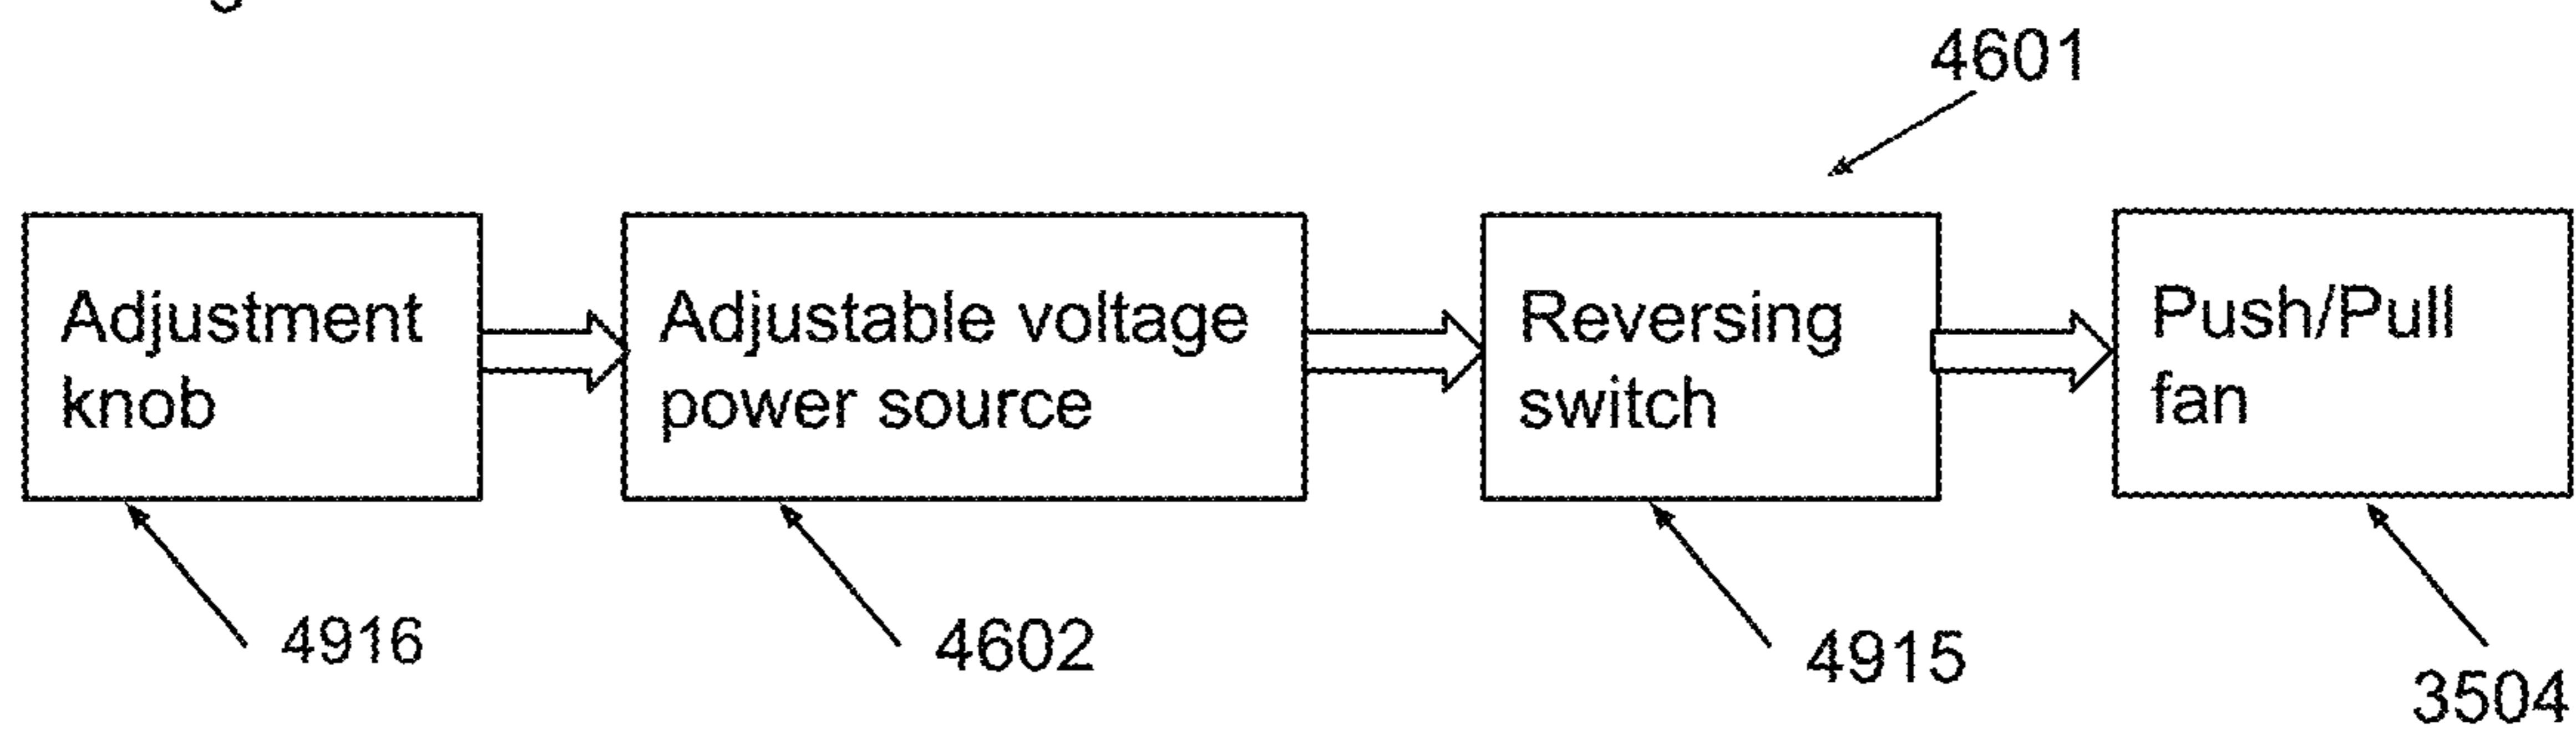 4601
Adjustment
knob
Adjustable voltage
power source
Reversing
switch
Push/Pull
fan
4916
4602
4915
3504